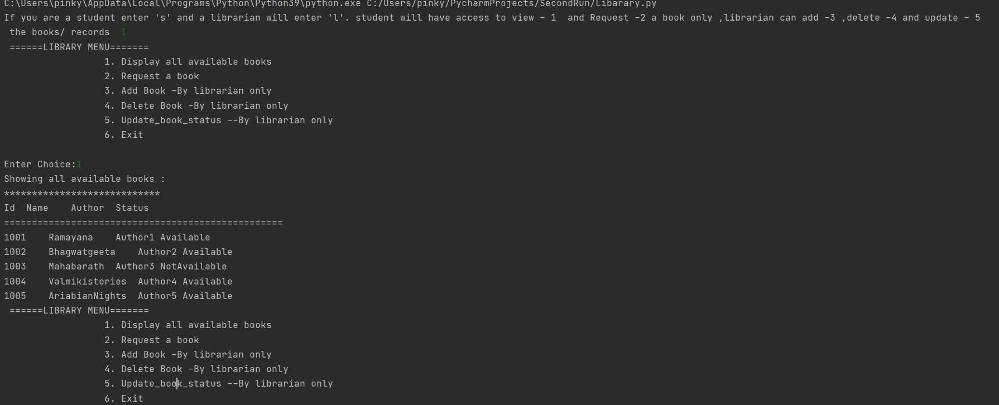 C:\Users\pinky\AppData\Local\Programs\Python\Python39\python.exe C:/Users/pinky/PycharmProjects/SecondRun/Libarary.py
If you are a student enter 's' and a librarian will enter 'l'. student will have access to view - 1  and Request -2 a book only ,librarian can add -3 ,delete -4 and update - 5
 the books/ records  l
 ======LIBRARY MENU=======
                  1. Display all available books
                  2. Request a book
                  3. Add Book -By librarian only
                  4. Delete Book -By librarian only
                  5. Update_book_status --By librarian only
                  6. Exit
Enter Choice:1
Showing all available books :
****************************
Id  Name    Author  Status
==================================================
1001    Ramayana    Author1 Available
1002    Bhagwatgeeta    Author2 Available
1003    Mahabarath  Author3 NotAvailable
1004    Valmikistories  Author4 Available
1005    AriabianNights  Author5 Available
 ======LIBRARY MENU=======
                  1. Display all available books
                  2. Request a book
                  3. Add Book -By librarian only
                  4. Delete Book -By librarian only
                  5. Update_book_status --By librarian only
                  6. Exit